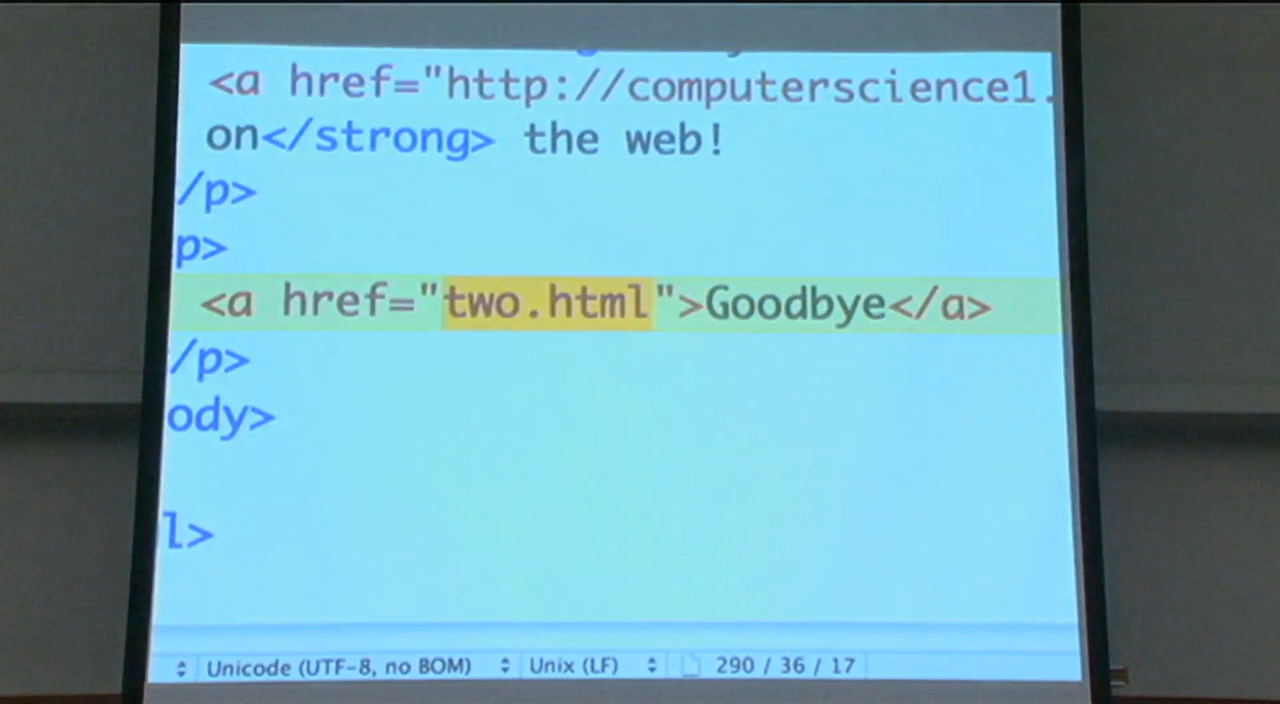 <a href="http://computerscience1.
on</strong> the web!
/p>
p>
<a href="two.html">Goodbye</a>
/p>
ody>
l>
Unicode (UTF-8, no BOM) Unix (LF) 290 / 36 / 17